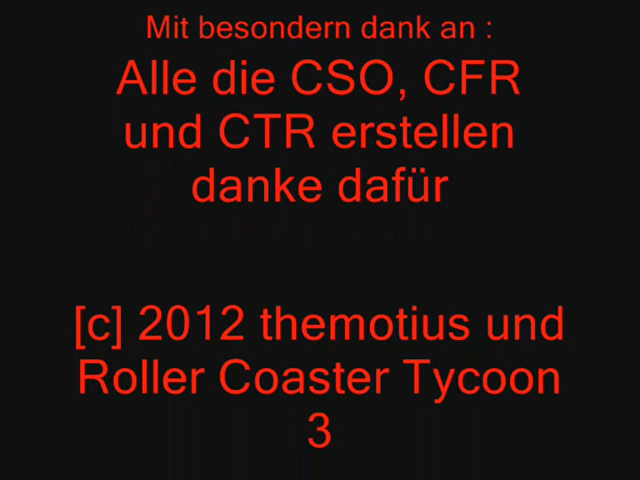 Mit besondern dank an :
Alle die CSO, CFR
und CTR erstellen
danke dafür
[c] 2012 themotius und
Roller Coaster Tycoon
3